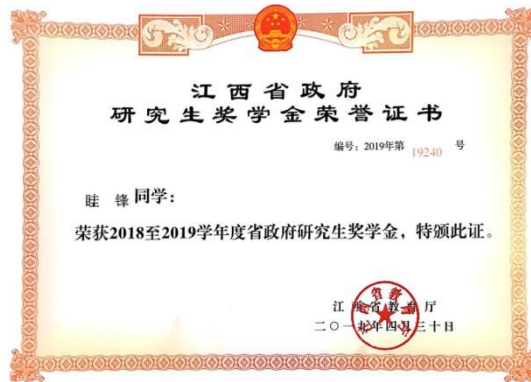 江西省政府
研究生奖学金荣誉证书
编号：2019年第 19240 号
眭 锋 同学：
荣获2018至2019学年度省政府研究生奖学金，特颁此证。
江西省教育厅
二〇一九年四月三十日